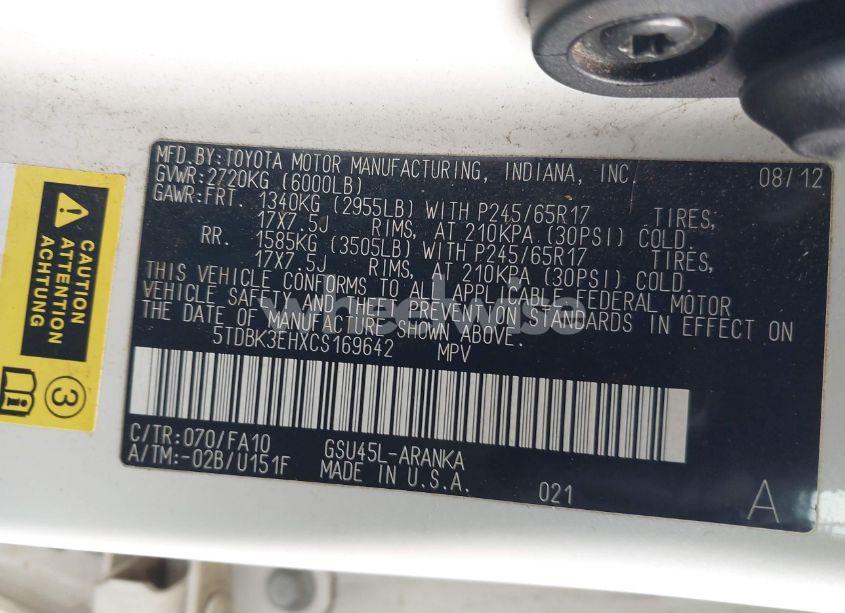 MFD.BY:TOYOTA MOTOR MANUFACTURING, INDIANA, INC. 08/12
GVWR:2720KG (6000LB)
GAWR:FRT. 1340KG (2955LB) WITH P245/65R17 TIRES,
17X7.5J RIMS, AT 210KPA (30PSI) COLD.
RR. 1585KG (3505LB) WITH P245/65R17 TIRES,
17X7.5J RIMS, AT 210KPA (30PSI) COLD.
THIS VEHICLE CONFORMS TO ALL APPLICABLE FEDERAL MOTOR
VEHICLE SAFETY AND THEFT PREVENTION STANDARDS IN EFFECT ON
THE DATE OF MANUFACTURE SHOWN ABOVE.
5TDBK3EHXCS169642 MPV
C/TR:070/FA10 GSU45L-ARANKA
A/TM:-02B/U151F MADE IN U.S.A. 021 A
CAUTION
ATTENTION
3
wheelwise